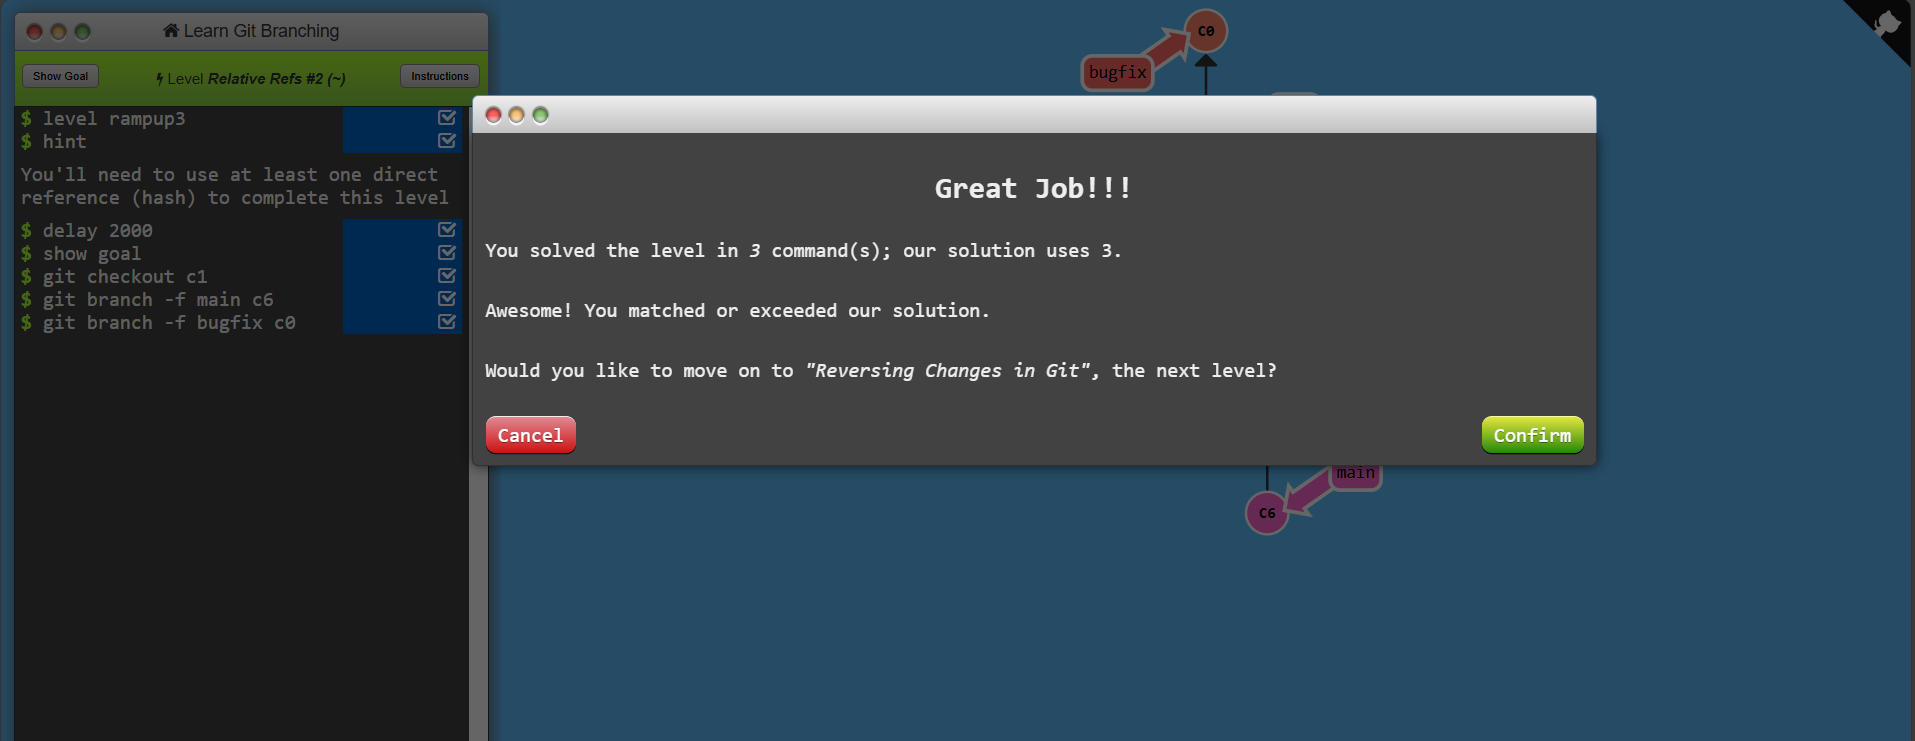 Learn Git Branching
Show Goal
Level Relative Refs #2 (~)
Instructions
$ level rampup3
$ hint
You'll need to use at least one direct
reference (hash) to complete this level
$ delay 2000
$ show goal
$ git checkout c1
$ git branch -f main c6
$ git branch -f bugfix c0
C0
bugfix
Great Job!!!
You solved the level in 3 command(s); our solution uses 3.
Awesome! You matched or exceeded our solution.
Would you like to move on to "Reversing Changes in Git", the next level?
Cancel
Confirm
main
C6